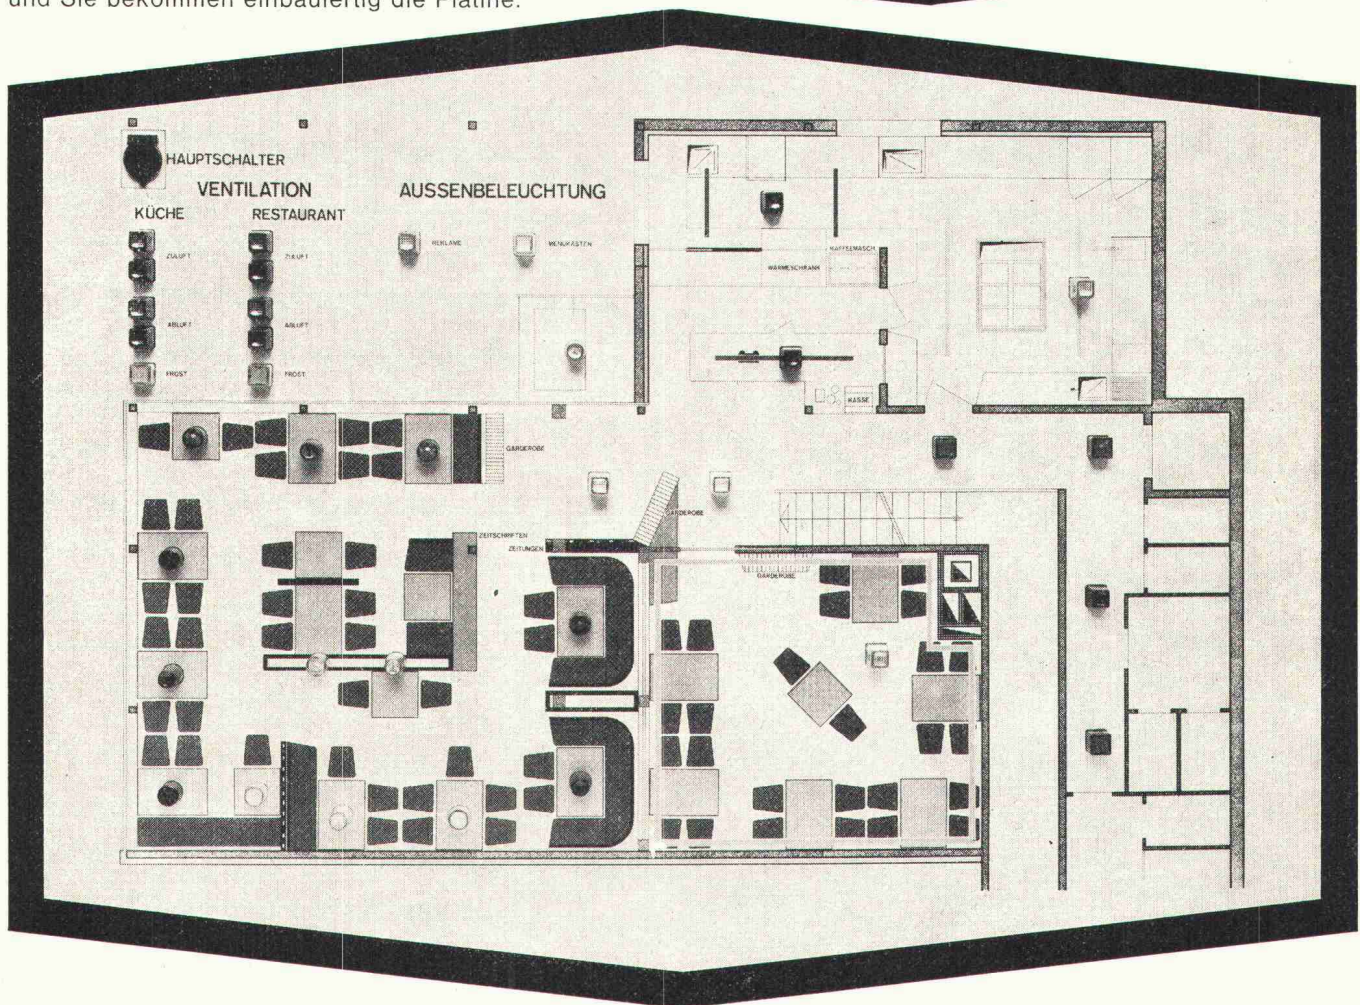 und Sie bekommen einbaufertig die Platine.
HAUPTSCHALTER
VENTILATION
AUSSENBELEUCHTUNG
KÜCHE
RESTAURANT
REKLAME
MENUKASTEN
ZULUFT
ZULUFT
KAFFEEMASCH
WÄRMESCHRANK
ABLUFT
ABLUFT
FROST
FROST
KASSE
GARDEROBE
GARDEROBE
ZEITSCHRIFTEN
ZEITUNGEN
GARDEROBE